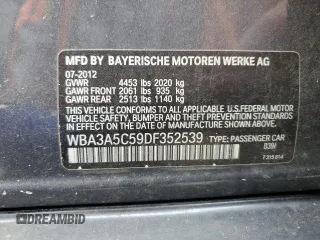 MFD BY BAYERISCHE MOTOREN WERKE AG
07-2012
GVWR 4453 lbs 2020 kg
GAWR FRONT 2061 lbs 935 kg
GAWR REAR 2513 lbs 1140 kg
THIS VEHICLE CONFORMS TO ALL APPLICABLE
U.S.FEDERAL MOTOR VEHICLE SAFETY, BUMPER,
AND THEFT PREVENTION STANDARDS IN EFFECT
ON THE DATE OF MANUFACTURE SHOWN ABOVE.
WBA3A5C59DF352539 TYPE: PASSENGER CAR
DREAMBID